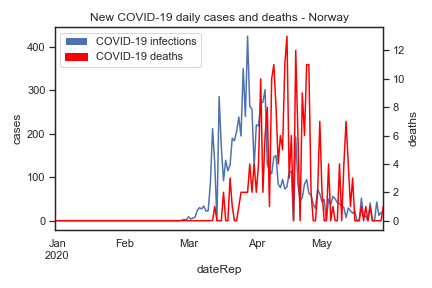 New COVID-19 daily cases and deaths - Norway
COVID-19 infections
COVID-19 deaths
400
300
200
100
0
cases
12
10
8
6
4
2
0
deaths
Jan
2020
Feb
Mar
Apr
May
dateRep